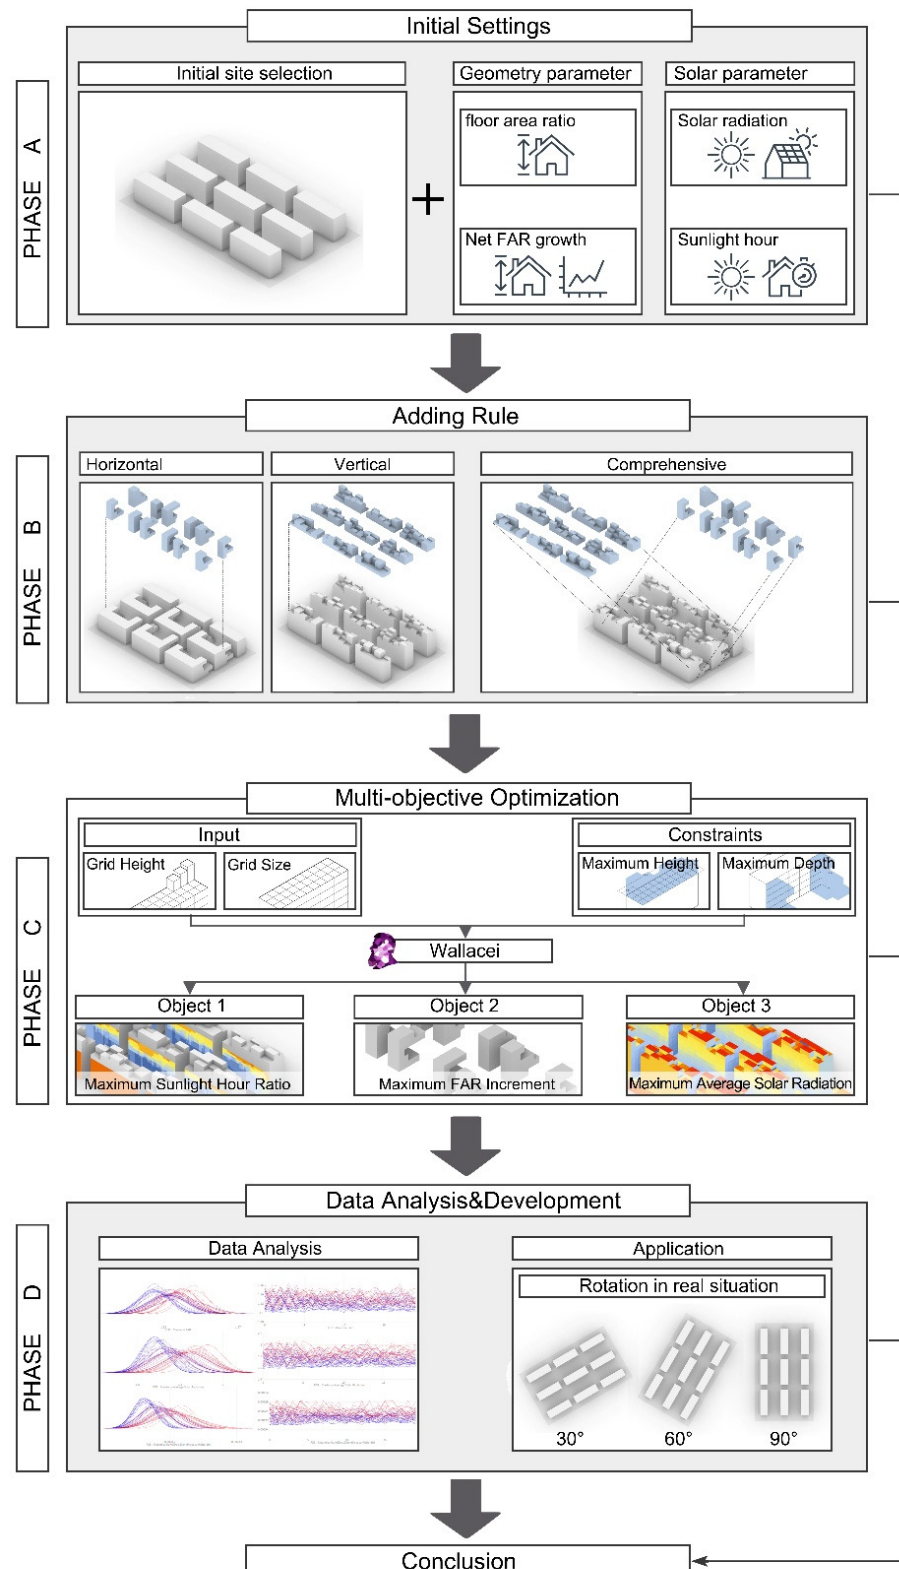 Initial Settings
PHASE A
Initial site selection
Geometry parameter
Solar parameter
floor area ratio
Solar radiation
Net FAR growth
Sunlight hour
Adding Rule
PHASE B
Horizontal
Vertical
Comprehensive
Multi-objective Optimization
PHASE C
Input
Constraints
Grid Height
Grid Size
Maximum Height
Maximum Depth
Wallacei
Object 1
Object 2
Object 3
Maximum Sunlight Hour Ratio
Maximum FAR Increment
Maximum Average Solar Radiation
Data Analysis&Development
PHASE D
Data Analysis
Application
Rotation in real situation
30°
60°
90°
Conclusion